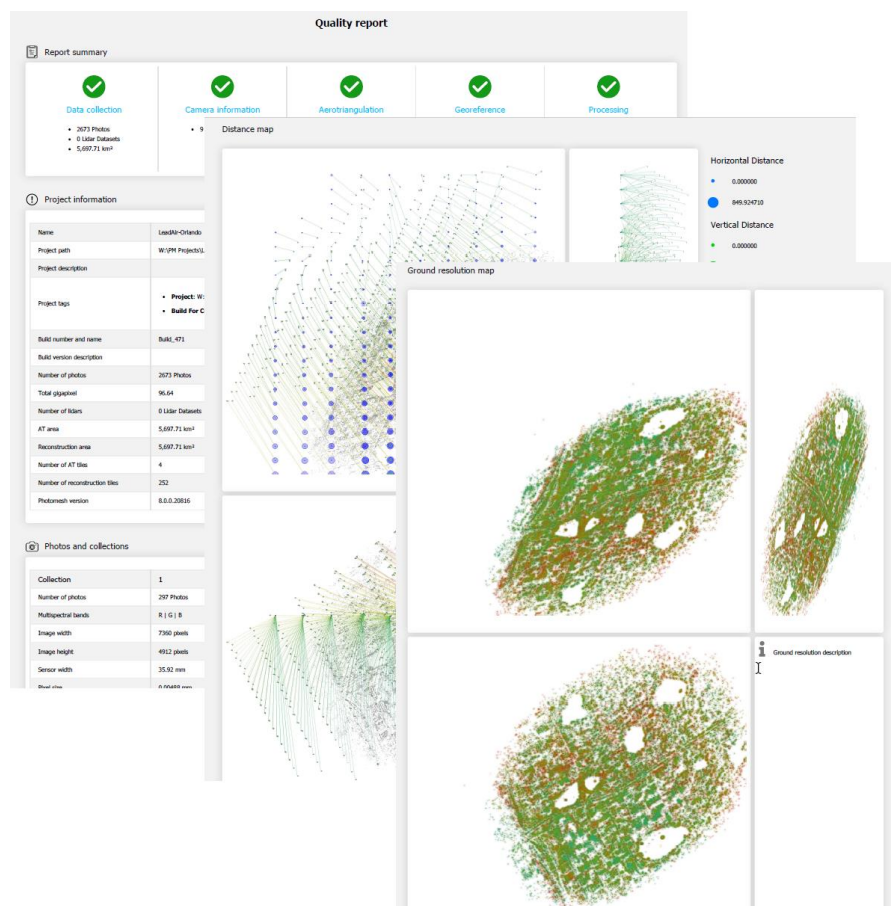 Quality report
Report summary
Data collection
Camera information
Aerotriangulation
Georeference
Processing
• 2673 Photos
• 0 Lidar Datasets
• 5,697.71 km²
• 9
Project information
Name LeadAir-Orlando
Project path W:\PM Projects\L
Project description
Project tags
• Project: W:
• Build For C
Build number and name Build_471
Build version description
Number of photos 2673 Photos
Total gigapixel 96.64
Number of lidars 0 Lidar Datasets
AT area 5,697.71 km²
Reconstruction area 5,697.71 km²
Number of AT tiles 4
Number of reconstruction tiles 252
Photomesh version 8.0.0.20816
Photos and collections
Collection 1
Number of photos 297 Photos
Multispectral bands R | G | B
Image width 7360 pixels
Image height 4912 pixels
Sensor width 35.92 mm
Pixel size 0.00488 mm
Distance map
Horizontal Distance
0.000000
849.924710
Vertical Distance
0.000000
Ground resolution map
Ground resolution description